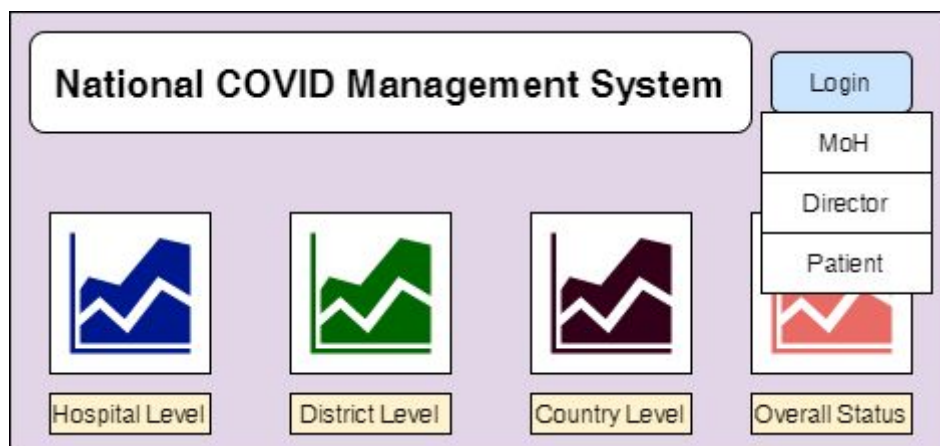 National COVID Management System
Login
MoH
Director
Patient
Hospital Level
District Level
Country Level
Overall Status